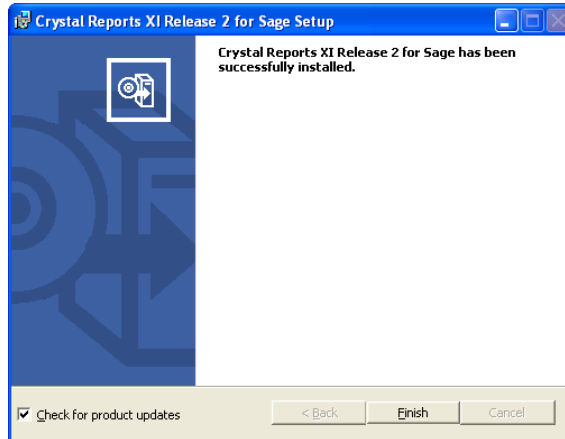 Crystal Reports XI Release 2 for Sage Setup
Crystal Reports XI Release 2 for Sage has been
successfully installed.
Check for product updates
< Back
Finish
Cancel